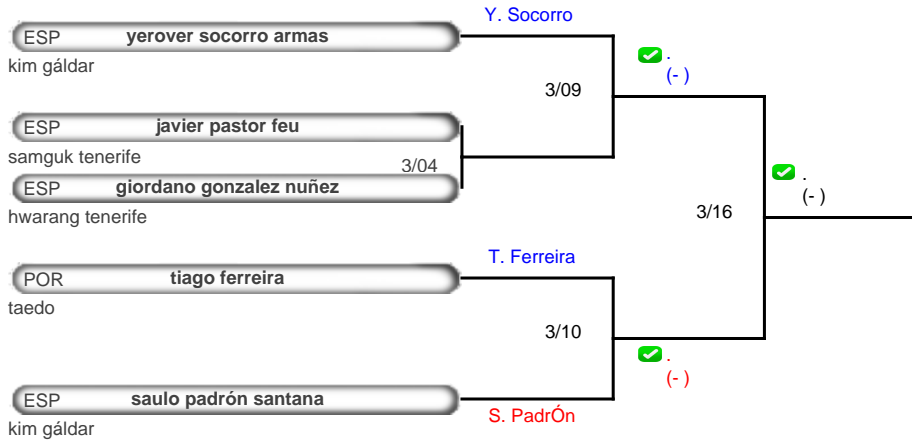 Y. Socorro
ESP yerover socorro armas
kim gáldar
.
(- )
3/09
ESP javier pastor feu
samguk tenerife
3/04
ESP giordano gonzalez nuñez
hwarang tenerife
.
(- )
3/16
T. Ferreira
POR tiago ferreira
taedo
3/10
.
(- )
ESP saulo padrón santana
S. PadrÓn
kim gáldar